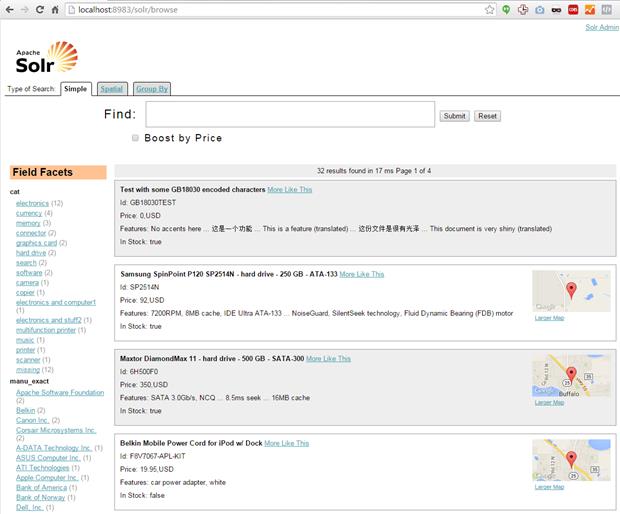 localhost:8983/solr/browse
Solr Admin
Apache
Solr
Type of Search: Simple Spatial Group By
Find: Submit Reset
Boost by Price
Field Facets
cat
electronics (12)
currency (4)
memory (3)
connector (2)
graphics card (2)
hard drive (2)
search (2)
software (2)
camera (1)
copier (1)
electronics and computer1
(1)
electronics and stuff2 (1)
multifunction printer (1)
music (1)
printer (1)
scanner (1)
missing (12)
manu_exact
Apache Software Foundation
(2)
Belkin (2)
Canon Inc. (2)
Corsair Microsystems Inc.
(2)
A-DATA Technology Inc. (1)
ASUS Computer Inc. (1)
ATI Technologies (1)
Apple Computer Inc. (1)
Bank of America (1)
Bank of Norway (1)
Dell, Inc. (1)
32 results found in 17 ms Page 1 of 4
Test with some GB18030 encoded characters More Like This
Id: GB18030TEST
Price: 0,USD
Features: No accents here ... 这是一个功能 ... This is a feature (translated) ... 这份文件是很有光泽 ... This document is very shiny (translated)
In Stock: true
Samsung SpinPoint P120 SP2514N - hard drive - 250 GB - ATA-133 More Like This
Id: SP2514N
Price: 92,USD
Features: 7200RPM, 8MB cache, IDE Ultra ATA-133 ... NoiseGuard, SilentSeek technology, Fluid Dynamic Bearing (FDB) motor
In Stock: true
Larger Map
Maxtor DiamondMax 11 - hard drive - 500 GB - SATA-300 More Like This
Id: 6H500F0
Price: 350,USD
Features: SATA 3.0Gb/s, NCQ ... 8.5ms seek ... 16MB cache
In Stock: true
35
25
Buffalo
Larger Map
Belkin Mobile Power Cord for iPod w/ Dock More Like This
Id: F8V7067-APL-KIT
Price: 19.95,USD
Features: car power adapter, white
In Stock: false
35
25
Larger Map